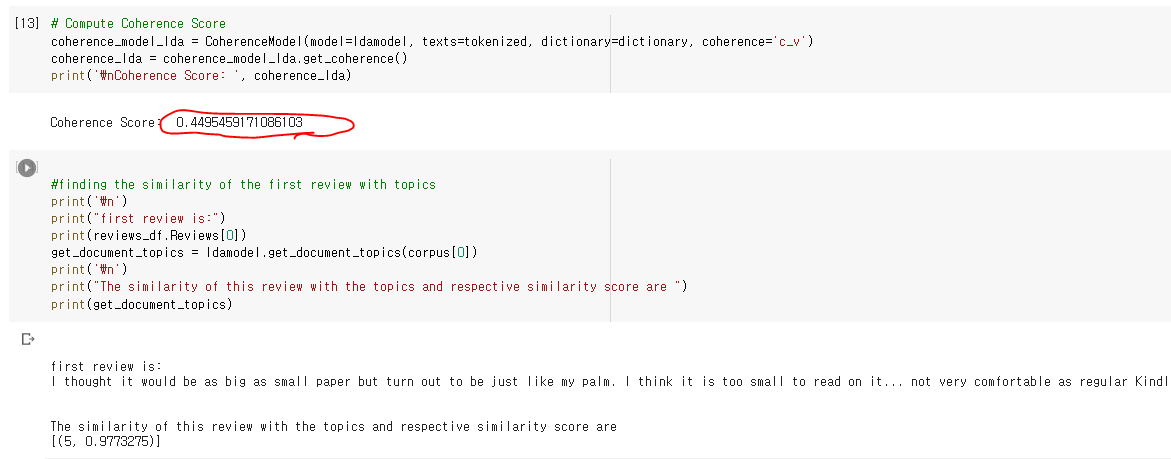 [13] # Compute Coherence Score
coherence_model_lda = CoherenceModel(model=ldamodel, texts=tokenized, dictionary=dictionary, coherence='c_v')
coherence_lda = coherence_model_lda.get_coherence()
print('₩nCoherence Score: ', coherence_lda)
Coherence Score: 0.4495459171086103
#finding the similarity of the first review with topics
print('₩n')
print("first review is:")
print(reviews_df.Reviews[0])
get_document_topics = ldamodel.get_document_topics(corpus[0])
print('₩n')
print("The similarity of this review with the topics and respective similarity score are ")
print(get_document_topics)
first review is:
I thought it would be as big as small paper but turn out to be just like my palm. I think it is too small to read on it... not very comfortable as regular Kindl
The similarity of this review with the topics and respective similarity score are
[(5, 0.9773275)]